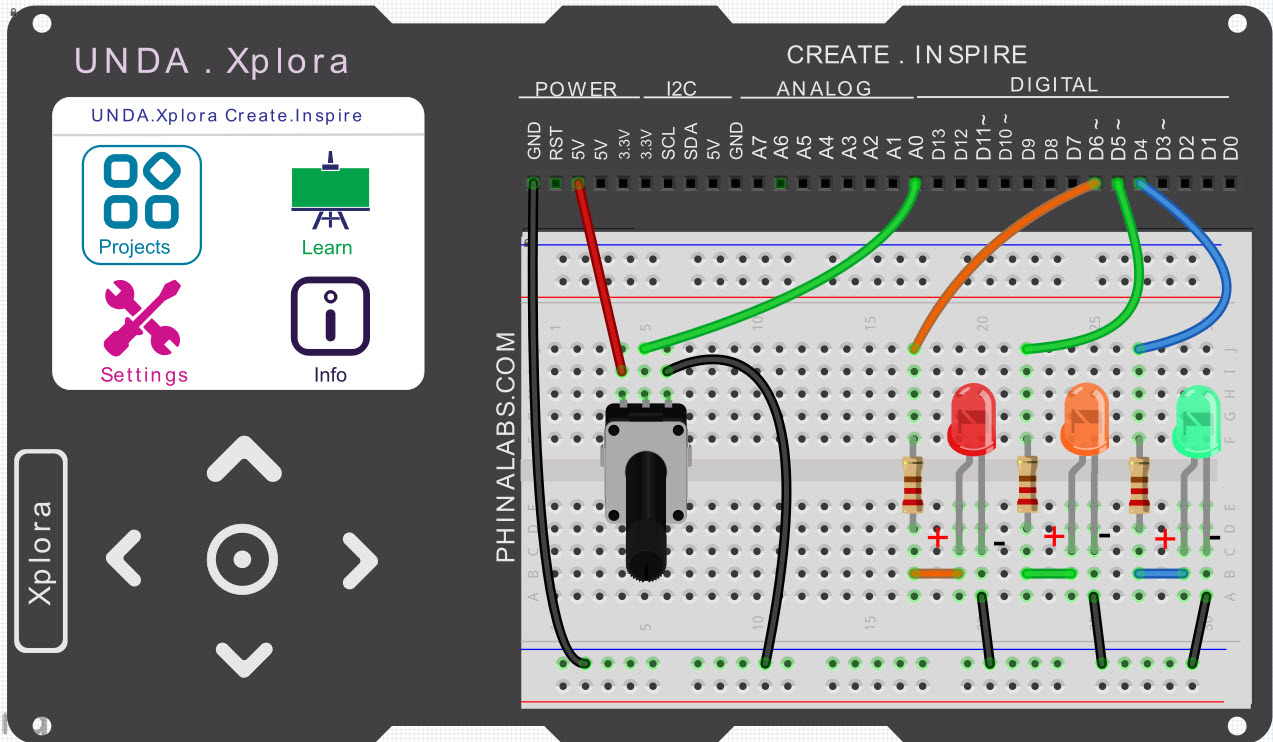 UNDA . Xplora
UNDA.Xplora Create.Inspire
Projects
Learn
Settings
Info
Xplora
PHINALABS.COM
CREATE . INSPIRE
POWER
I2C
ANALOG
DIGITAL
GND
RST
5V
5V
3.3V
3.3V
SCL
SDA
5V
GND
A7
A6
A5
A4
A3
A2
A1
A0
D13
D12
D11~
D10~
D9
D8
D7
D6 ~
D5 ~
D4
D3 ~
D2
D1
D0
1
5
10
15
20
25
J
I
H
G
F
E
D
C
B
A
E
D
C
B
A
+
-
+
-
+
-
5
15
30